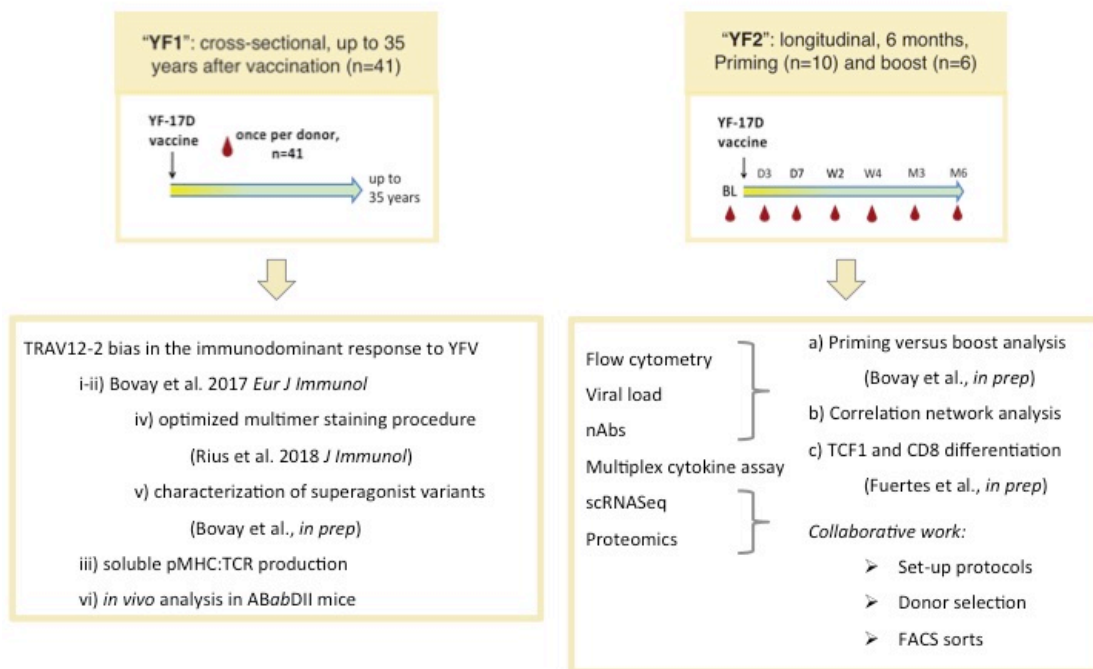 “YF1”: cross-sectional, up to 35
years after vaccination (n=41)
YF-17D
vaccine
once per donor,
n=41
up to
35 years
TRAV12-2 bias in the immunodominant response to YFV
i-ii) Bovay et al. 2017 Eur J Immunol
iv) optimized multimer staining procedure
(Rius et al. 2018 J Immunol)
v) characterization of superagonist variants
(Bovay et al., in prep)
iii) soluble pMHC:TCR production
vi) in vivo analysis in ABabDII mice
“YF2”: longitudinal, 6 months,
Priming (n=10) and boost (n=6)
YF-17D
vaccine
BL D3 D7 W2 W4 M3 M6
Flow cytometry
Viral load
nAbs
Multiplex cytokine assay
scRNASeq
Proteomics
a) Priming versus boost analysis
(Bovay et al., in prep)
b) Correlation network analysis
c) TCF1 and CD8 differentiation
(Fuertes et al., in prep)
Collaborative work:
➢ Set-up protocols
➢ Donor selection
➢ FACS sorts